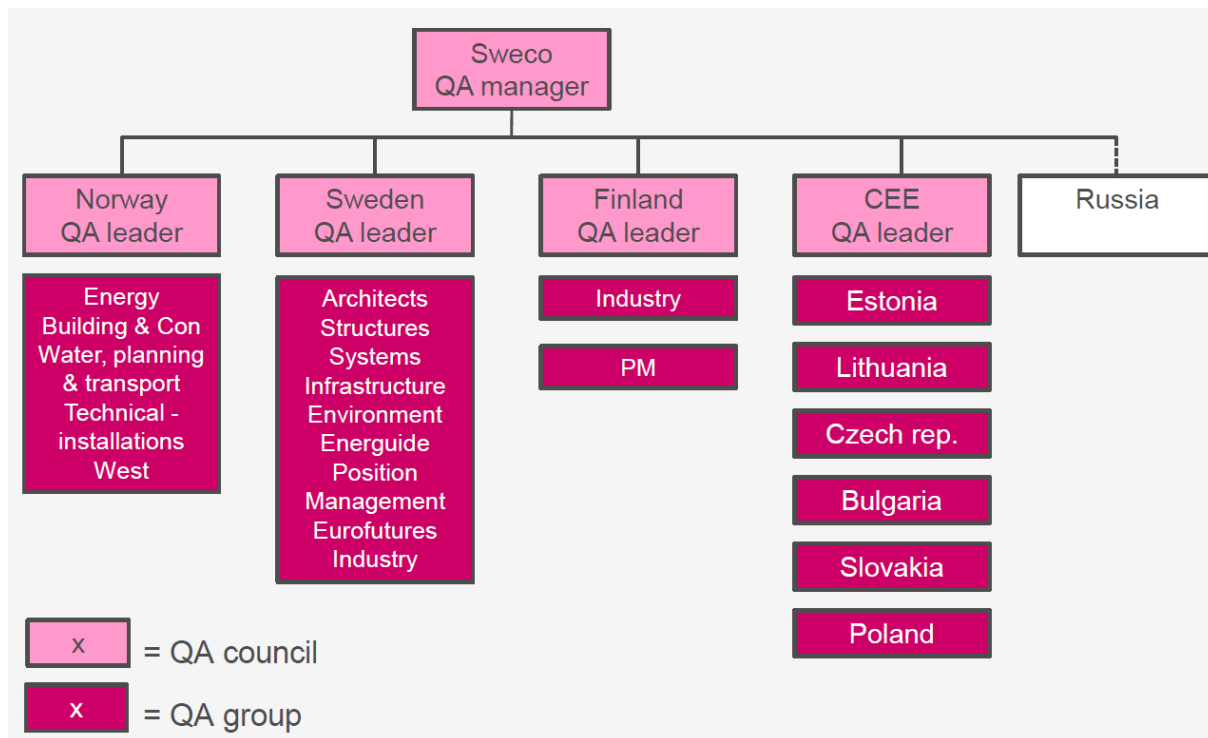 Sweco
QA manager
Norway
QA leader
Sweden
QA leader
Finland
QA leader
CEE
QA leader
Russia
Energy
Building & Con
Water, planning
& transport
Technical -
installations
West
Architects
Structures
Systems
Infrastructure
Environment
Energuide
Position
Management
Eurofutures
Industry
Industry
PM
Estonia
Lithuania
Czech rep.
Bulgaria
Slovakia
Poland
x = QA council
x = QA group